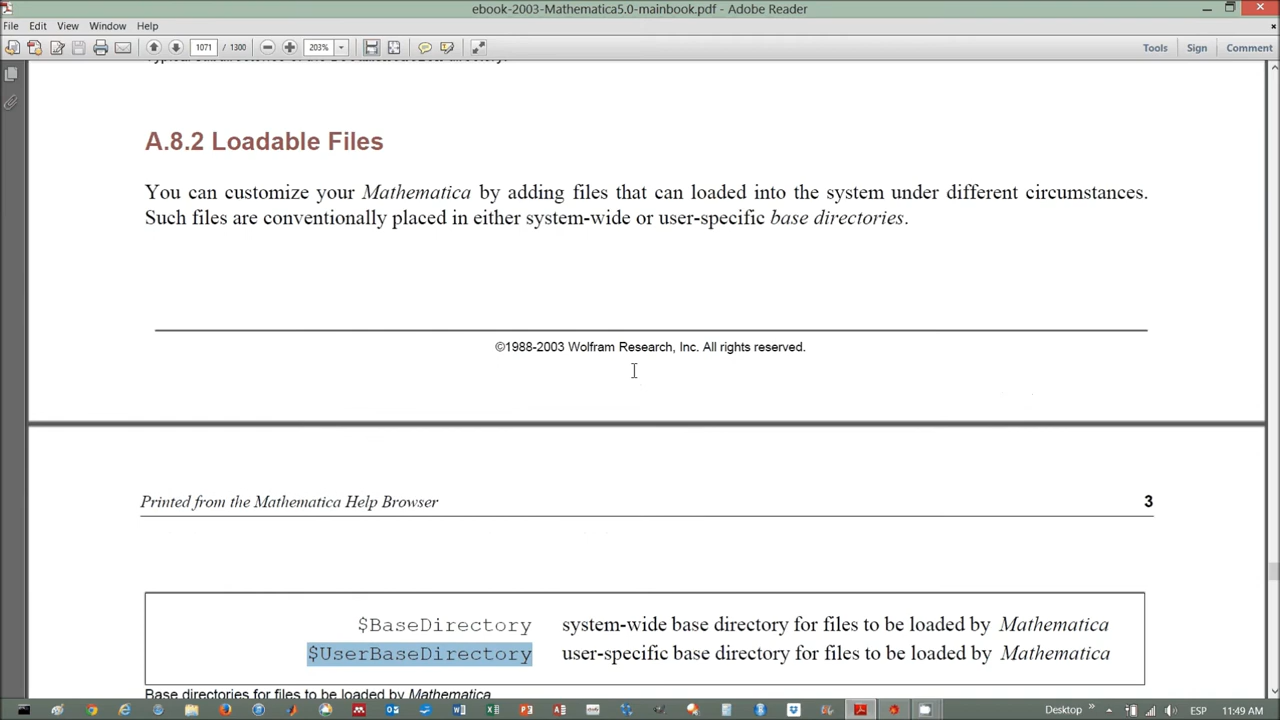 ebook-2003-Mathematica5.0-mainbook.pdf - Adobe Reader
File Edit View Window Help
1071 / 1300 203% Tools Sign Comment
A.8.2 Loadable Files
You can customize your Mathematica by adding files that can loaded into the system under different circumstances.
Such files are conventionally placed in either system-wide or user-specific base directories.
©1988-2003 Wolfram Research, Inc. All rights reserved.
Printed from the Mathematica Help Browser 3
$BaseDirectory system-wide base directory for files to be loaded by Mathematica
$UserBaseDirectory user-specific base directory for files to be loaded by Mathematica
Base directories for files to be loaded by Mathematica
Desktop ESP 11:49 AM